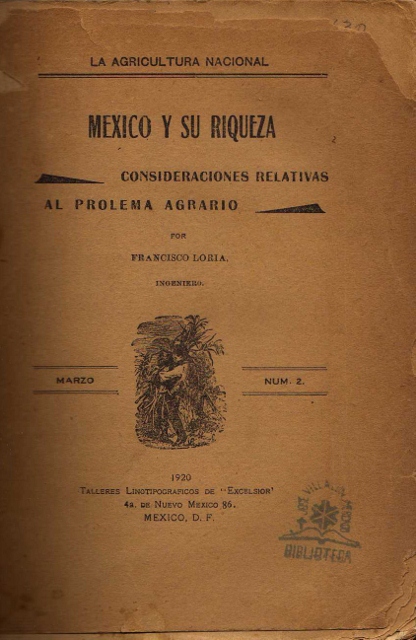 LA AGRICULTURA NACIONAL
MEXICO Y SU RIQUEZA
CONSIDERACIONES RELATIVAS
AL PROLEMA AGRARIO
POR
FRANCISCO LORIA.
INGENIERO.
MARZO
NUM. 2.
1920
TALLERES LINOTIPOGRAFICOS DE "EXCELSIOR'
4a. DE NUEVO MEXICO 86.
MEXICO, D. F.
BIBLIOTECA